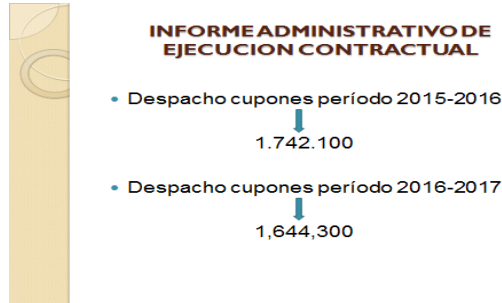 INFORME ADMINISTRATIVO DE
EJECUCION CONTRACTUAL
• Despacho cupones período 2015-2016
1.742.100
• Despacho cupones período 2016-2017
1,644,300